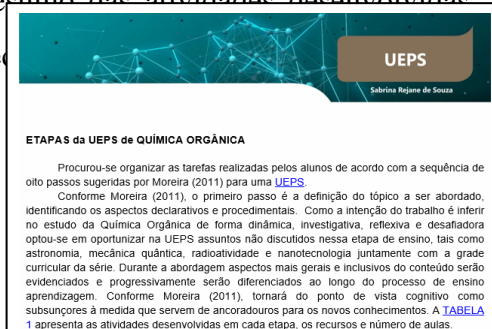 UEPS
Sabrina Rejane de Souza
ETAPAS da UEPS de QUÍMICA ORGÂNICA
Procurou-se organizar as tarefas realizadas pelos alunos de acordo com a sequência de
oito passos sugeridas por Moreira (2011) para uma UEPS.
Conforme Moreira (2011), o primeiro passo é a definição do tópico a ser abordado,
identificando os aspectos declarativos e procedimentais. Como a intenção do trabalho é inferir
no estudo da Química Orgânica de forma dinâmica, investigativa, reflexiva e desafiadora
optou-se em oportunizar na UEPS assuntos não discutidos nessa etapa de ensino, tais como
astronomia, mecânica quântica, radioatividade e nanotecnologia juntamente com a grade
curricular da série. Durante a abordagem aspectos mais gerais e inclusivos do conteúdo serão
evidenciados e progressivamente serão diferenciados ao longo do processo de ensino
aprendizagem. Conforme Moreira (2011), tornará do ponto de vista cognitivo como
subsunçores à medida que servem de ancoradouros para os novos conhecimentos. A TABELA
1 apresenta as atividades desenvolvidas em cada etapa, os recursos e número de aulas.